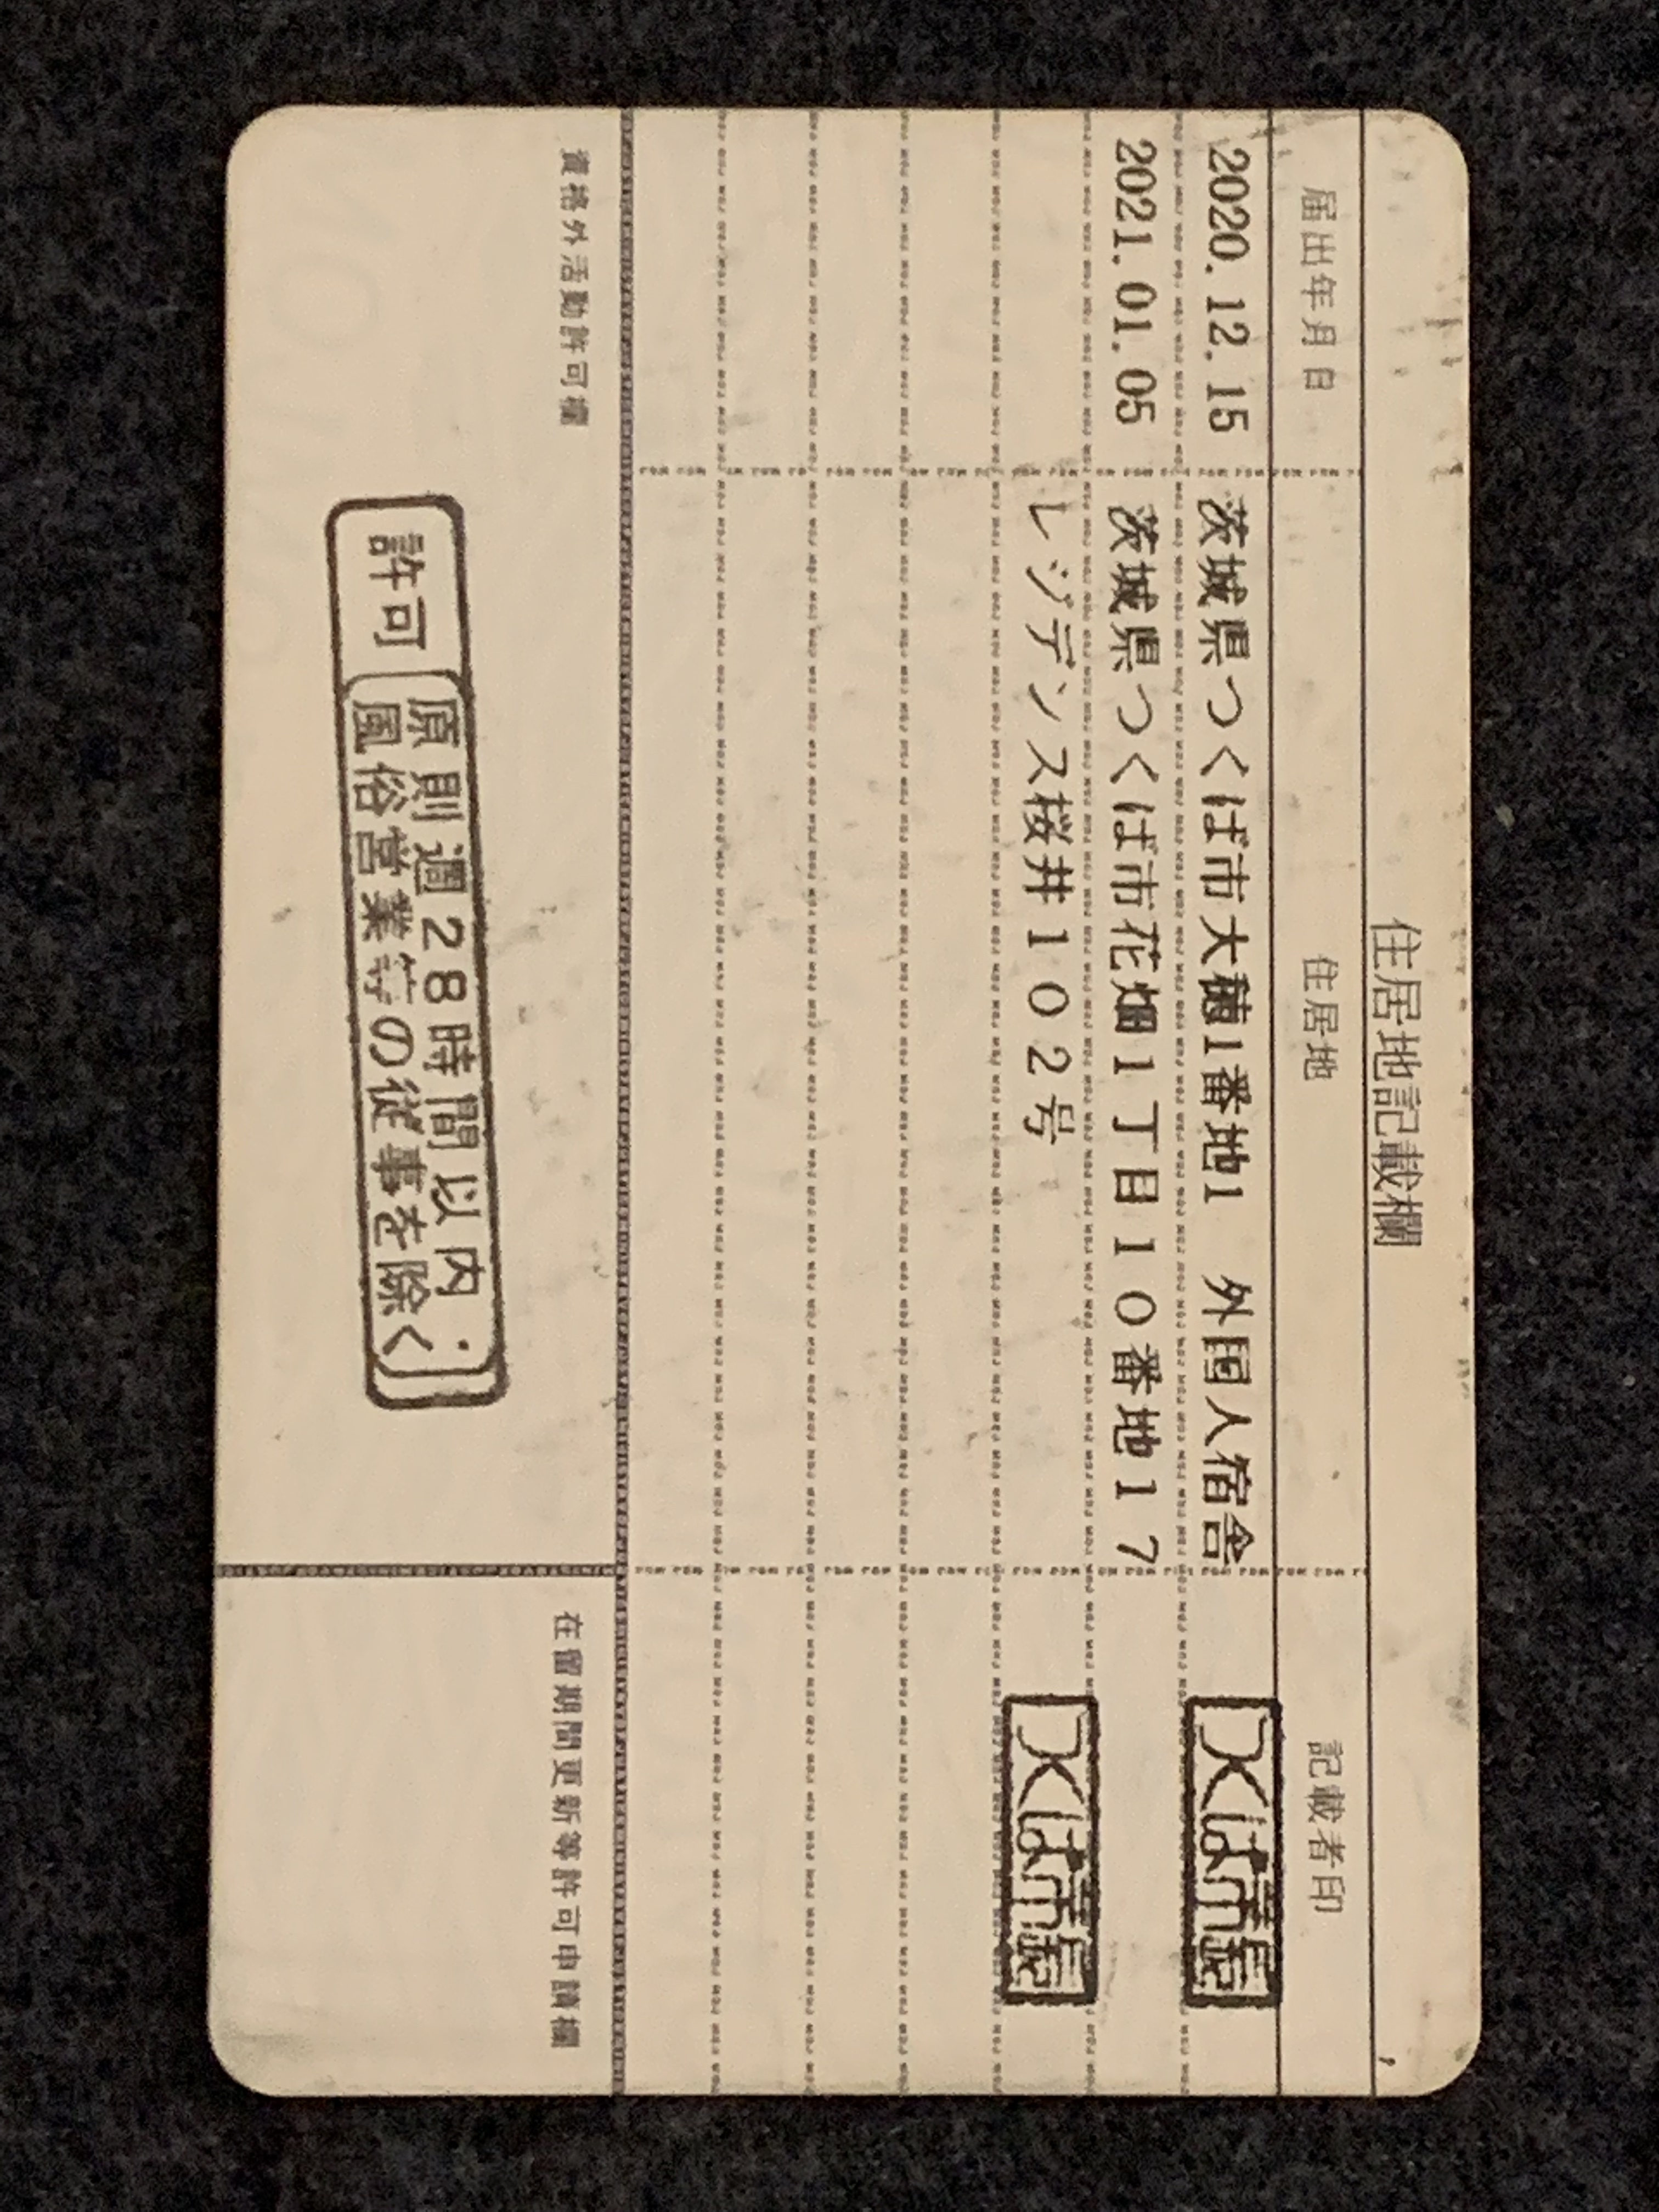 住居地記載欄
届出年月日 住居地 記載者印
2020.12.15 茨城県つくば市大穂1番地1 外国人宿舎 つくば市長
2021.01.05 茨城県つくば市花畑1丁目10番地17
レジデンス桜井102号 つくば市長
資格外活動許可欄
許可 原則週28時間以内・
風俗営業等の従事を除く
在留期間更新等許可申請欄